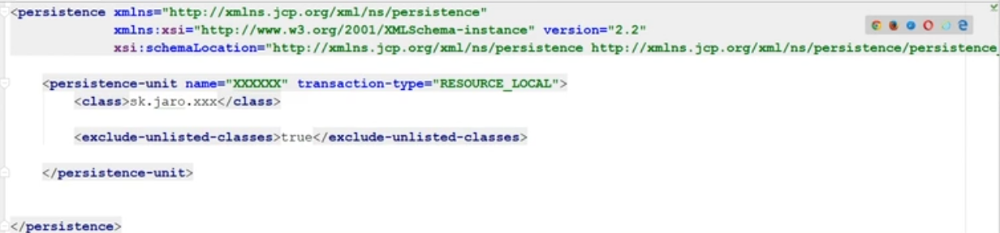 <persistence xmlns="http://xmlns.jcp.org/xml/ns/persistence"
xmlns:xsi="http://www.w3.org/2001/XMLSchema-instance" version="2.2"
xsi:schemaLocation="http://xmlns.jcp.org/xml/ns/persistence http://xmlns.jcp.org/xml/ns/persistence/persistence_
<persistence-unit name="XXXXXX" transaction-type="RESOURCE_LOCAL">
<class>sk.jaro.xxx</class>
<exclude-unlisted-classes>true</exclude-unlisted-classes>
</persistence-unit>
</persistence>